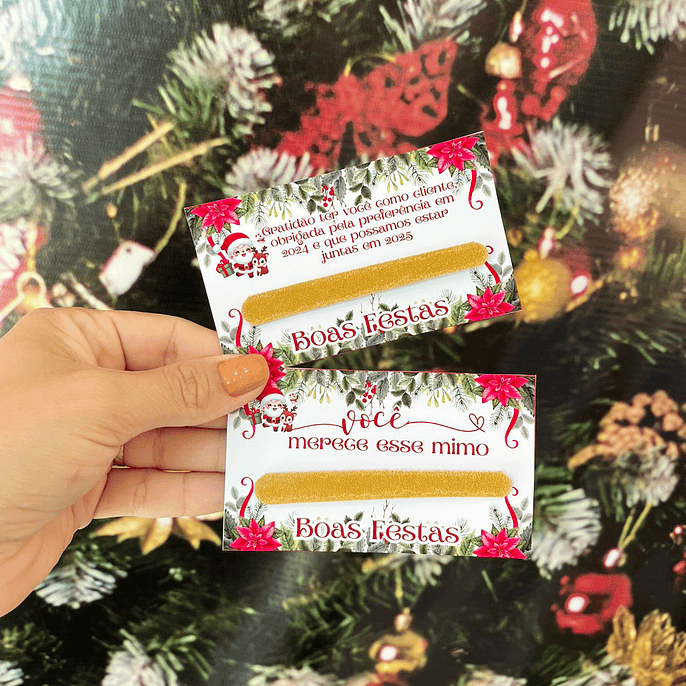 Gratidão ter você como cliente,
obrigada pela preferência em
2024 e que possamos estar
juntas em 2025
Boas Festas
você
merece esse mimo
Boas Festas